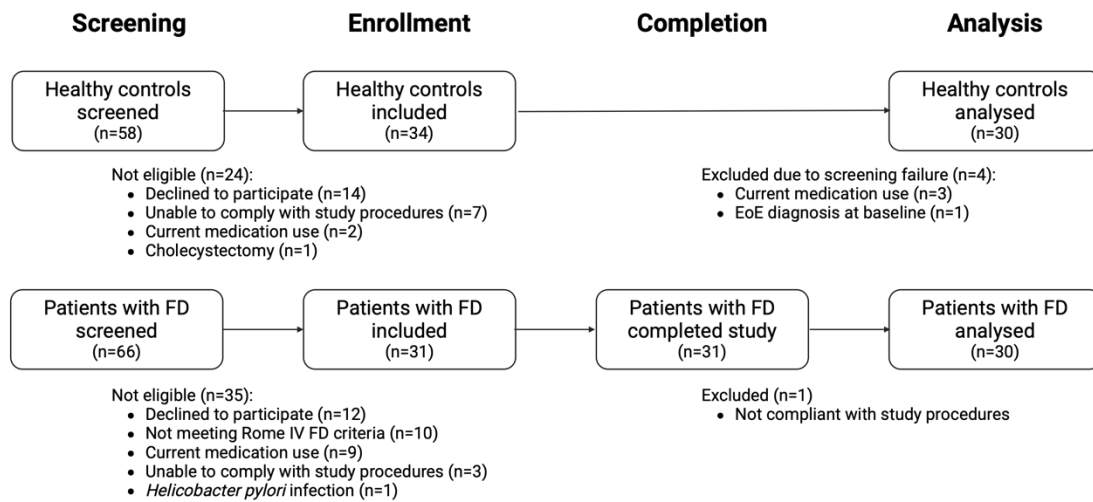 Screening
Enrollment
Completion
Analysis
Healthy controls
screened
(n=58)
Healthy controls
included
(n=34)
Healthy controls
analysed
(n=30)
Not eligible (n=24):
• Declined to participate (n=14)
• Unable to comply with study procedures (n=7)
• Current medication use (n=2)
• Cholecystectomy (n=1)
Excluded due to screening failure (n=4):
• Current medication use (n=3)
• EoE diagnosis at baseline (n=1)
Patients with FD
screened
(n=66)
Patients with FD
included
(n=31)
Patients with FD
completed study
(n=31)
Patients with FD
analysed
(n=30)
Not eligible (n=35):
• Declined to participate (n=12)
• Not meeting Rome IV FD criteria (n=10)
• Current medication use (n=9)
• Unable to comply with study procedures (n=3)
• Helicobacter pylori infection (n=1)
Excluded (n=1)
• Not compliant with study procedures